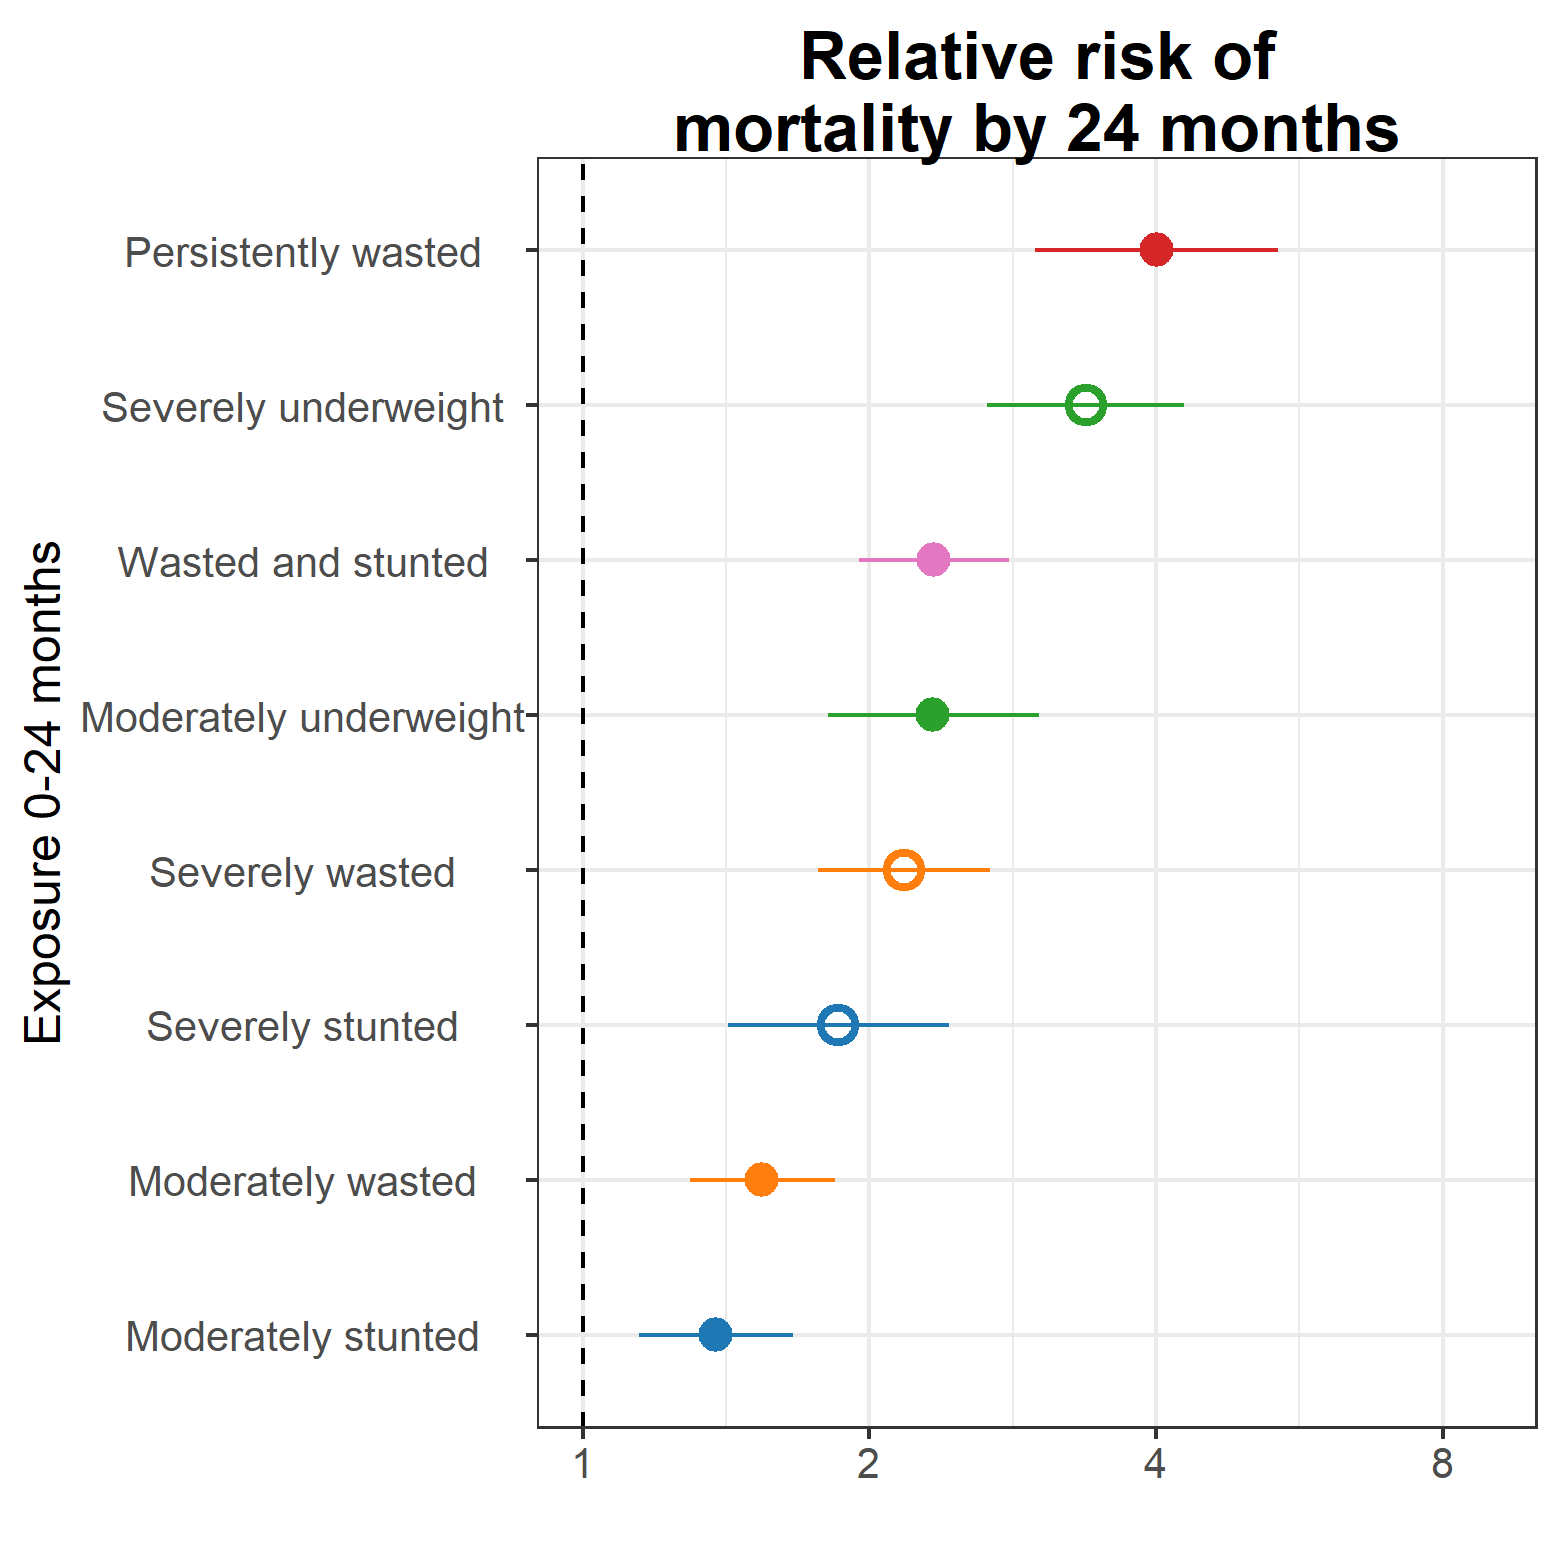 Relative risk of
mortality by 24 months
Exposure 0-24 months
Persistently wasted
Severely underweight
Wasted and stunted
Moderately underweight
Severely wasted
Severely stunted
Moderately wasted
Moderately stunted
1 2 4 8